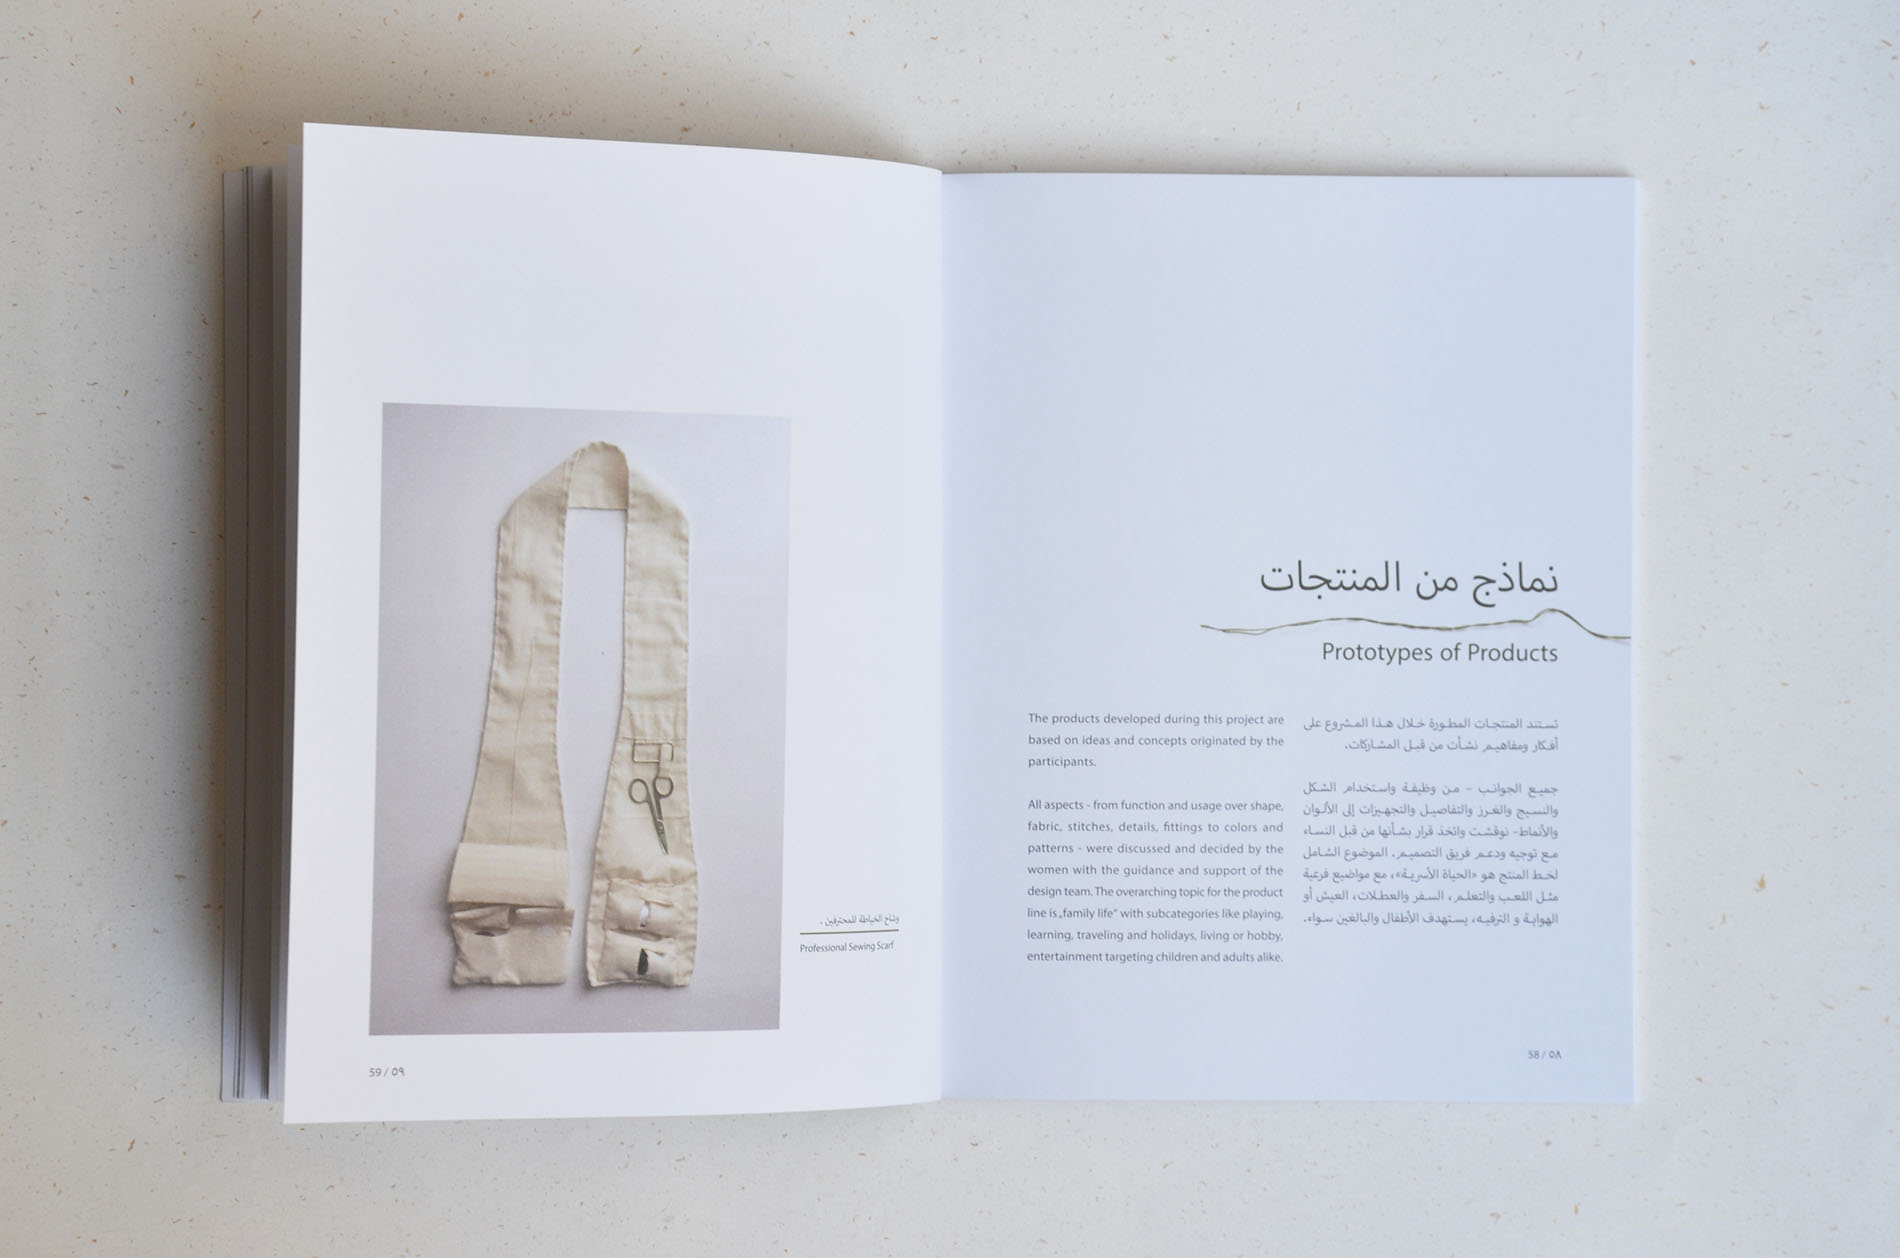 نماذج من المنتجات
Prototypes of Products
تستند المنتجات المطورة خلال هذا المشروع على
أفكار ومفاهيم نشأت من قبل المشاركات.
جميع الجوانب - من وظيفة واستخدام الشكل
والنسيج والغرز والتفاصيل والتجهيزات إلى الألوان
والأنماط- نوقشت واتخذ قرار بشأنها من قبل النساء
مع توجيه ودعم فريق التصميم. الموضوع الشامل
لخط المنتج هو «الحياة الأسرية»، مع مواضيع فرعية
مثل اللعب والتعلم، السفر والعطلات، العيش أو
الهواية و الترفيه، يستهدف الأطفال والبالغين سواء.
The products developed during this project are
based on ideas and concepts originated by the
participants.
All aspects - from function and usage over shape,
fabric, stitches, details, fittings to colors and
patterns - were discussed and decided by the
women with the guidance and support of the
design team. The overarching topic for the product
line is „family life“ with subcategories like playing,
learning, traveling and holidays, living or hobby,
entertainment targeting children and adults alike.
58 / ٥٨
وشاح الخياطة للمحترفين .
Professional Sewing Scarf
59 / ٥٩